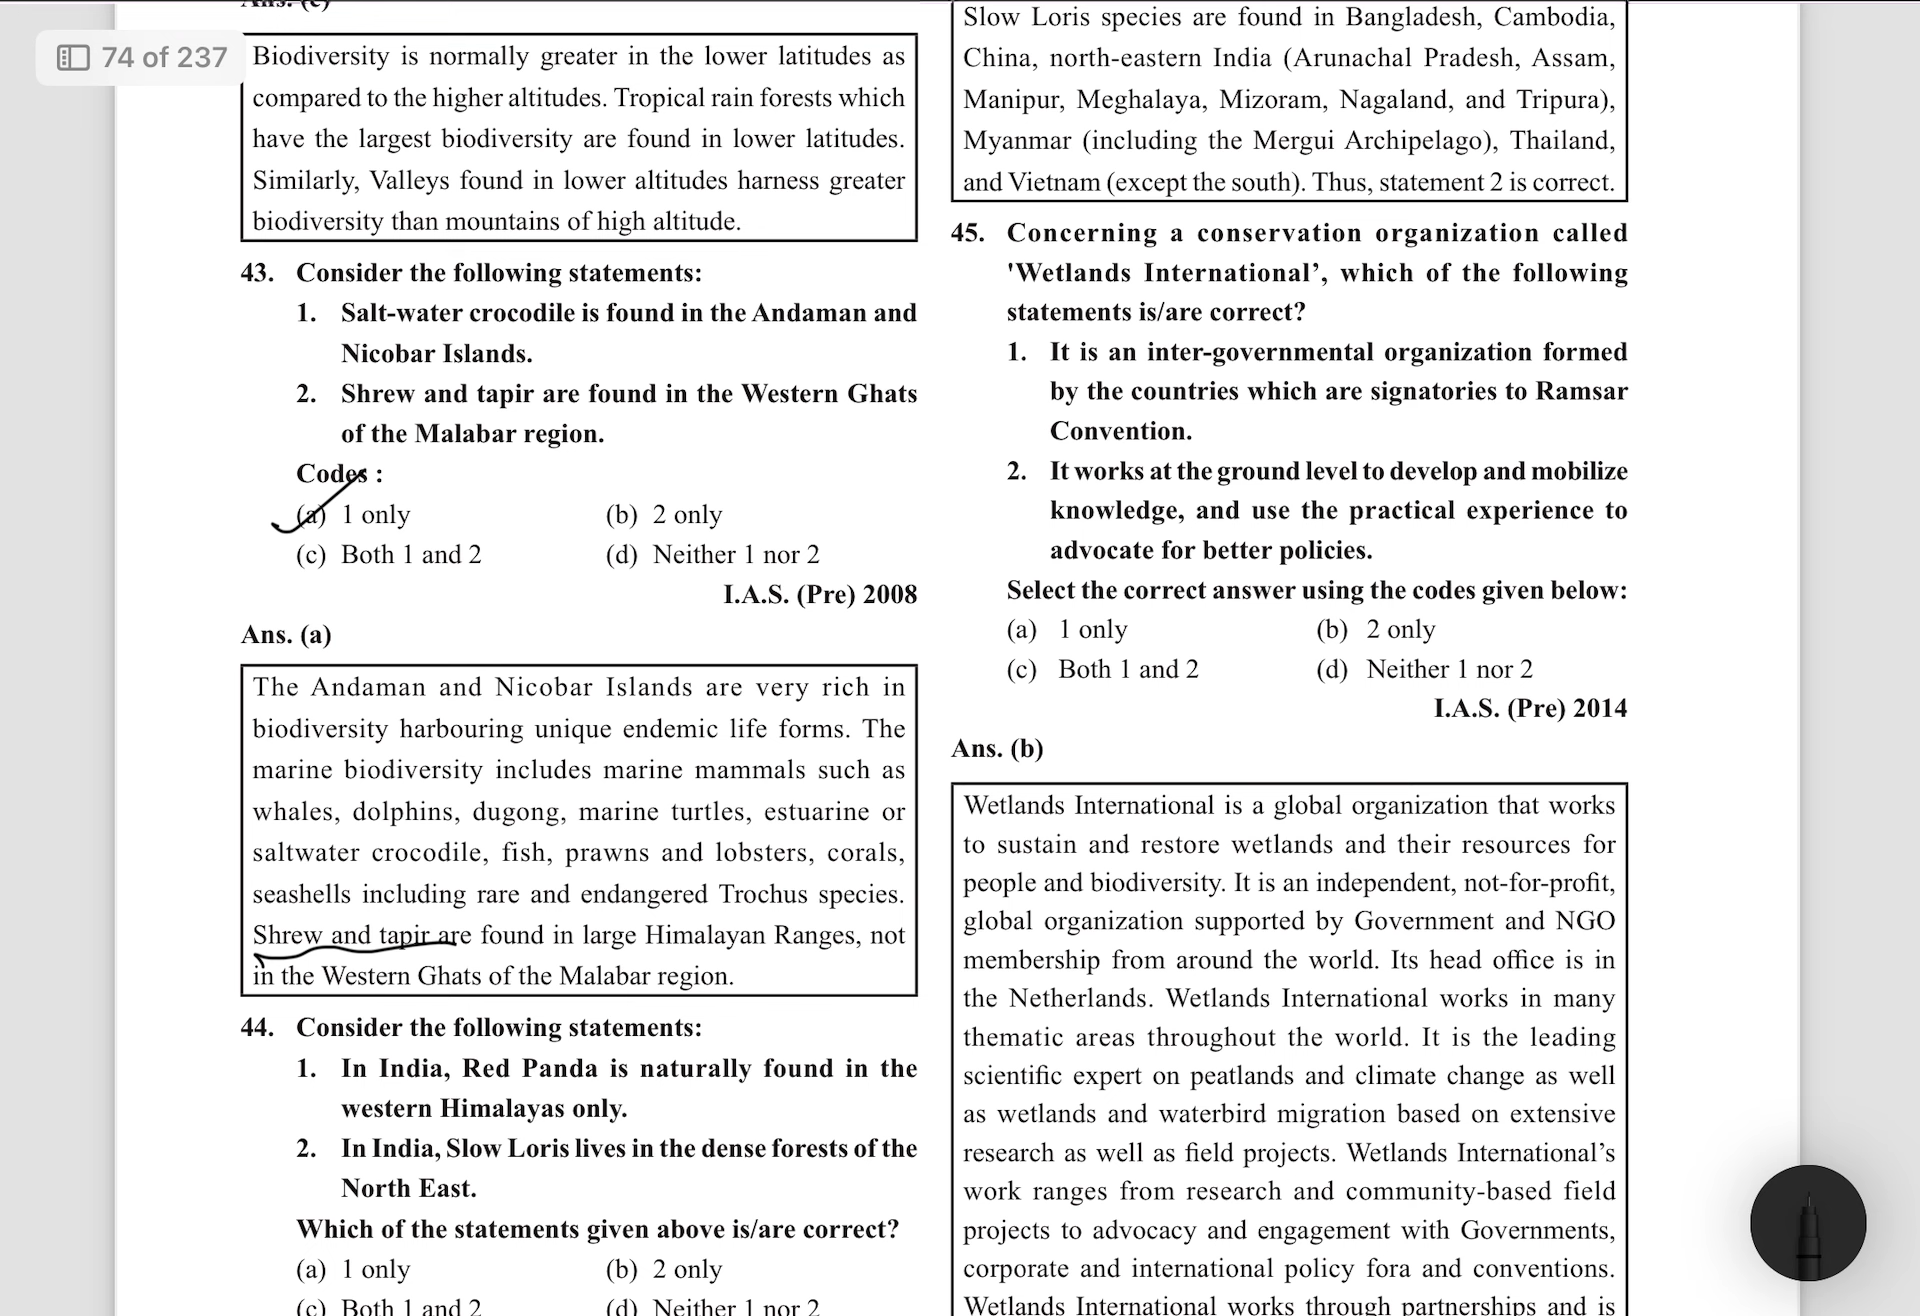 Ans. (c)
74 of 237
Biodiversity is normally greater in the lower latitudes as
compared to the higher altitudes. Tropical rain forests which
have the largest biodiversity are found in lower latitudes.
Similarly, Valleys found in lower altitudes harness greater
biodiversity than mountains of high altitude.
43. Consider the following statements:
1. Salt-water crocodile is found in the Andaman and
Nicobar Islands.
2. Shrew and tapir are found in the Western Ghats
of the Malabar region.
Codes :
(a) 1 only (b) 2 only
(c) Both 1 and 2 (d) Neither 1 nor 2
I.A.S. (Pre) 2008
Ans. (a)
The Andaman and Nicobar Islands are very rich in
biodiversity harbouring unique endemic life forms. The
marine biodiversity includes marine mammals such as
whales, dolphins, dugong, marine turtles, estuarine or
saltwater crocodile, fish, prawns and lobsters, corals,
seashells including rare and endangered Trochus species.
Shrew and tapir are found in large Himalayan Ranges, not
in the Western Ghats of the Malabar region.
44. Consider the following statements:
1. In India, Red Panda is naturally found in the
western Himalayas only.
2. In India, Slow Loris lives in the dense forests of the
North East.
Which of the statements given above is/are correct?
(a) 1 only (b) 2 only
(c) Both 1 and 2 (d) Neither 1 nor 2
Slow Loris species are found in Bangladesh, Cambodia,
China, north-eastern India (Arunachal Pradesh, Assam,
Manipur, Meghalaya, Mizoram, Nagaland, and Tripura),
Myanmar (including the Mergui Archipelago), Thailand,
and Vietnam (except the south). Thus, statement 2 is correct.
45. Concerning a conservation organization called
'Wetlands International’, which of the following
statements is/are correct?
1. It is an inter-governmental organization formed
by the countries which are signatories to Ramsar
Convention.
2. It works at the ground level to develop and mobilize
knowledge, and use the practical experience to
advocate for better policies.
Select the correct answer using the codes given below:
(a) 1 only (b) 2 only
(c) Both 1 and 2 (d) Neither 1 nor 2
I.A.S. (Pre) 2014
Ans. (b)
Wetlands International is a global organization that works
to sustain and restore wetlands and their resources for
people and biodiversity. It is an independent, not-for-profit,
global organization supported by Government and NGO
membership from around the world. Its head office is in
the Netherlands. Wetlands International works in many
thematic areas throughout the world. It is the leading
scientific expert on peatlands and climate change as well
as wetlands and waterbird migration based on extensive
research as well as field projects. Wetlands International’s
work ranges from research and community-based field
projects to advocacy and engagement with Governments,
corporate and international policy fora and conventions.
Wetlands International works through partnerships and is